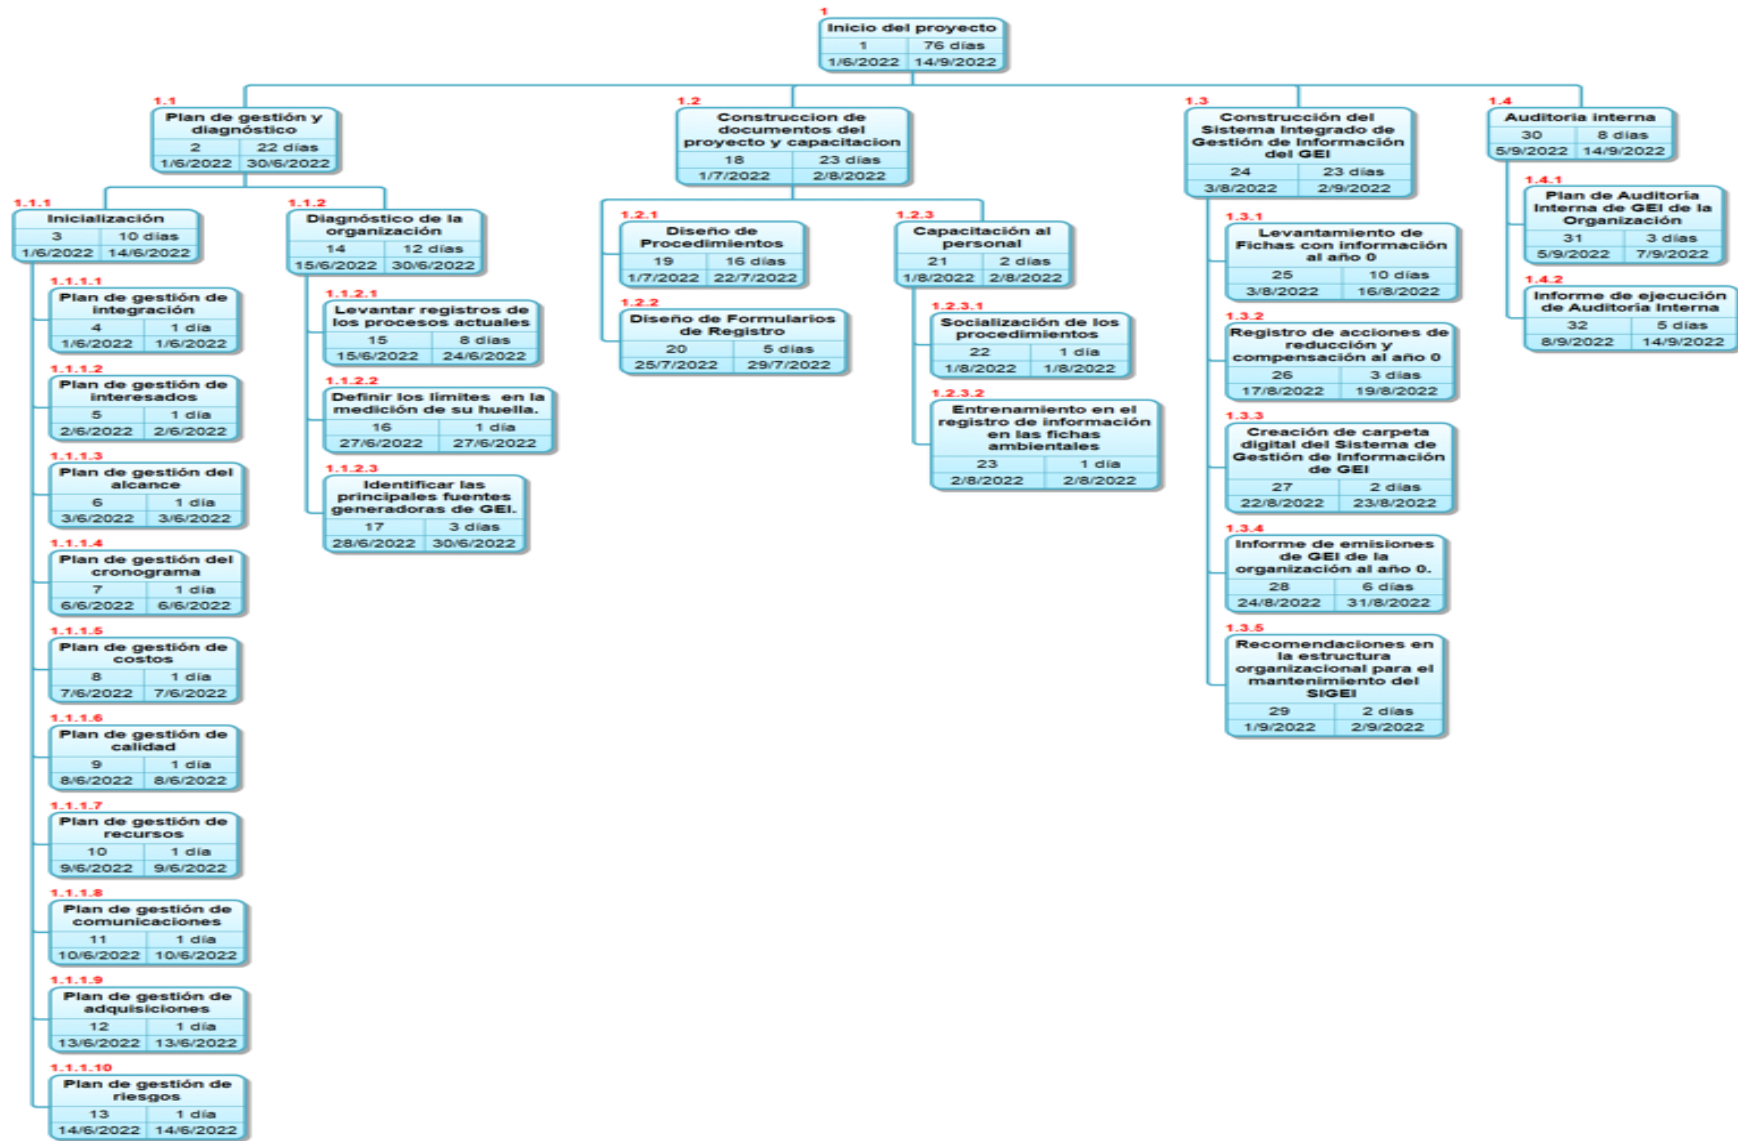 1
Inicio del proyecto
1 76 días
1/6/2022 14/9/2022
1.1
Plan de gestión y
diagnóstico
2 22 días
1/6/2022 30/6/2022
1.1.1
Inicialización
3 10 días
1/6/2022 14/6/2022
1.1.1.1
Plan de gestión de
integración
4 1 día
1/6/2022 1/6/2022
1.1.1.2
Plan de gestión de
interesados
5 1 día
2/6/2022 2/6/2022
1.1.1.3
Plan de gestión del
alcance
6 1 día
3/6/2022 3/6/2022
1.1.1.4
Plan de gestión del
cronograma
7 1 día
6/6/2022 6/6/2022
1.1.1.5
Plan de gestión de
costos
8 1 día
7/6/2022 7/6/2022
1.1.1.6
Plan de gestión de
calidad
9 1 día
8/6/2022 8/6/2022
1.1.1.7
Plan de gestión de
recursos
10 1 día
9/6/2022 9/6/2022
1.1.1.8
Plan de gestión de
comunicaciones
11 1 día
10/6/2022 10/6/2022
1.1.1.9
Plan de gestión de
adquisiciones
12 1 día
13/6/2022 13/6/2022
1.1.1.10
Plan de gestión de
riesgos
13 1 día
14/6/2022 14/6/2022
1.1.2
Diagnóstico de la
organización
14 12 días
15/6/2022 30/6/2022
1.1.2.1
Levantar registros de
los procesos actuales
15 8 días
15/6/2022 24/6/2022
1.1.2.2
Definir los límites en la
medición de su huella.
16 1 día
27/6/2022 27/6/2022
1.1.2.3
Identificar las
principales fuentes
generadoras de GEI.
17 3 días
28/6/2022 30/6/2022
1.2
Construccion de
documentos del
proyecto y capacitacion
18 23 días
1/7/2022 2/8/2022
1.2.1
Diseño de
Procedimientos
19 16 días
1/7/2022 22/7/2022
1.2.2
Diseño de Formularios
de Registro
20 5 días
25/7/2022 29/7/2022
1.2.3
Capacitación al
personal
21 2 días
1/8/2022 2/8/2022
1.2.3.1
Socialización de los
procedimientos
22 1 día
1/8/2022 1/8/2022
1.2.3.2
Entrenamiento en el
registro de información
en las fichas
ambientales
23 1 día
2/8/2022 2/8/2022
1.3
Construcción del
Sistema Integrado de
Gestión de Información
del GEI
24 23 días
3/8/2022 2/9/2022
1.3.1
Levantamiento de
Fichas con información
al año 0
25 10 días
3/8/2022 16/8/2022
1.3.2
Registro de acciones de
reducción y
compensación al año 0
26 3 días
17/8/2022 19/8/2022
1.3.3
Creación de carpeta
digital del Sistema de
Gestión de Información
de GEI
27 2 días
22/8/2022 23/8/2022
1.3.4
Informe de emisiones
de GEI de la
organización al año 0.
28 6 días
24/8/2022 31/8/2022
1.3.5
Recomendaciones en
la estructura
organizacional para el
mantenimiento del
SIGEI
29 2 días
1/9/2022 2/9/2022
1.4
Auditoria interna
30 8 días
5/9/2022 14/9/2022
1.4.1
Plan de Auditoría
Interna de GEI de la
Organización
31 3 días
5/9/2022 7/9/2022
1.4.2
Informe de ejecución
de Auditoría Interna
32 5 días
8/9/2022 14/9/2022